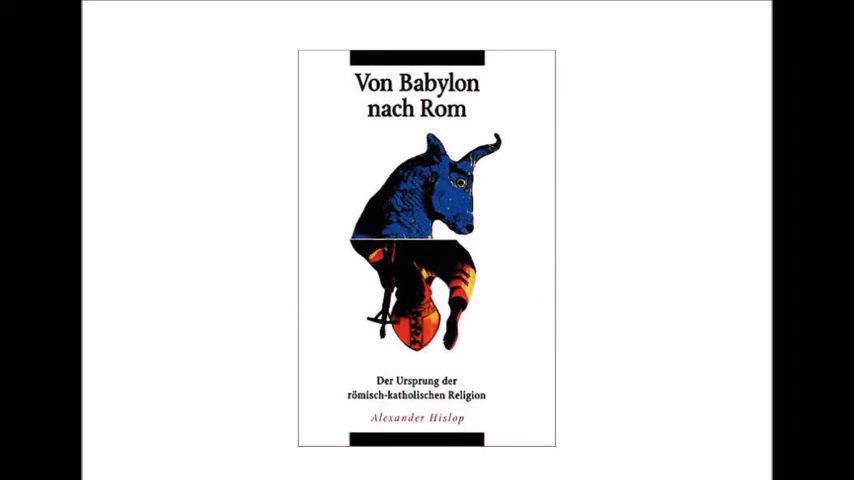 Von Babylon
nach Rom
Der Ursprung der
römisch-katholischen Religion
Alexander Hislop